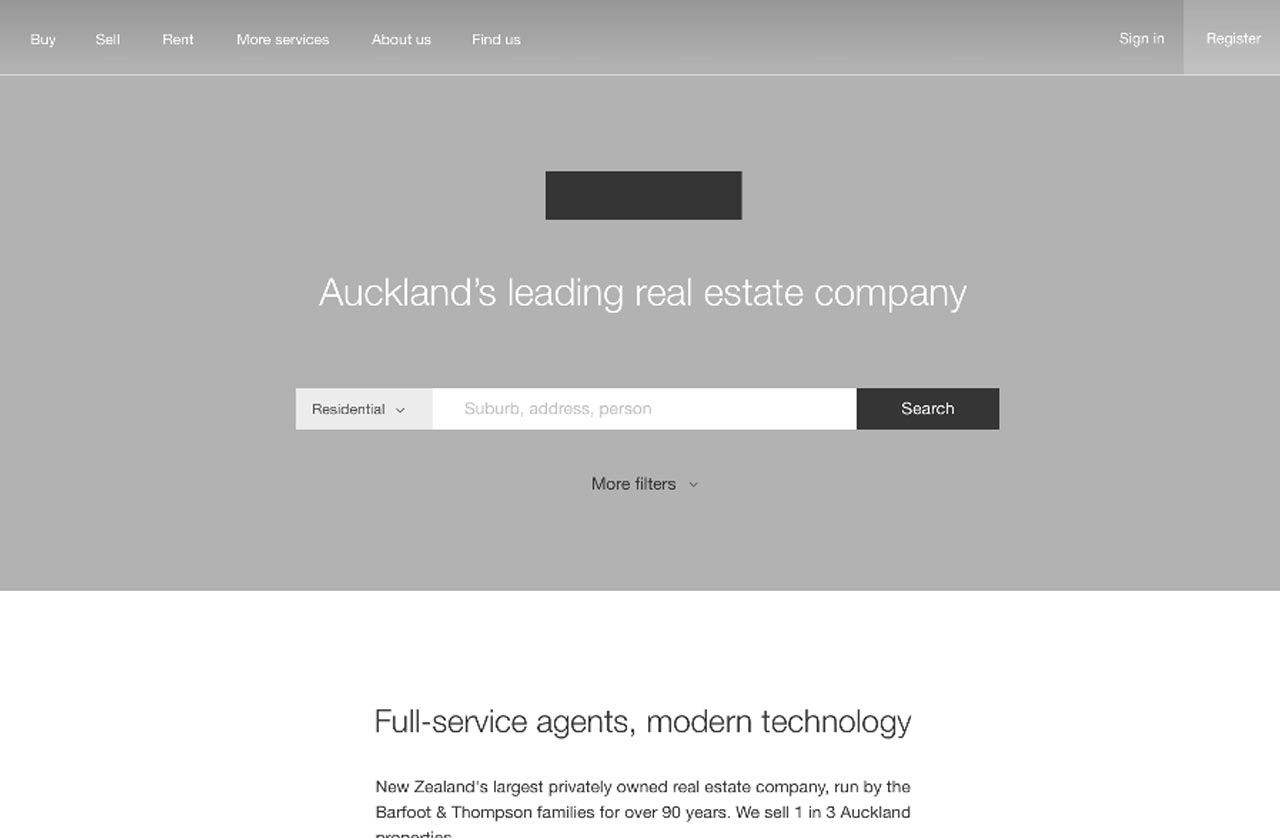 Buy Sell Rent More services About us Find us Sign in Register
Auckland’s leading real estate company
Residential Suburb, address, person Search
More filters
Full-service agents, modern technology
New Zealand's largest privately owned real estate company, run by the
Barfoot & Thompson families for over 90 years. We sell 1 in 3 Auckland
properties.